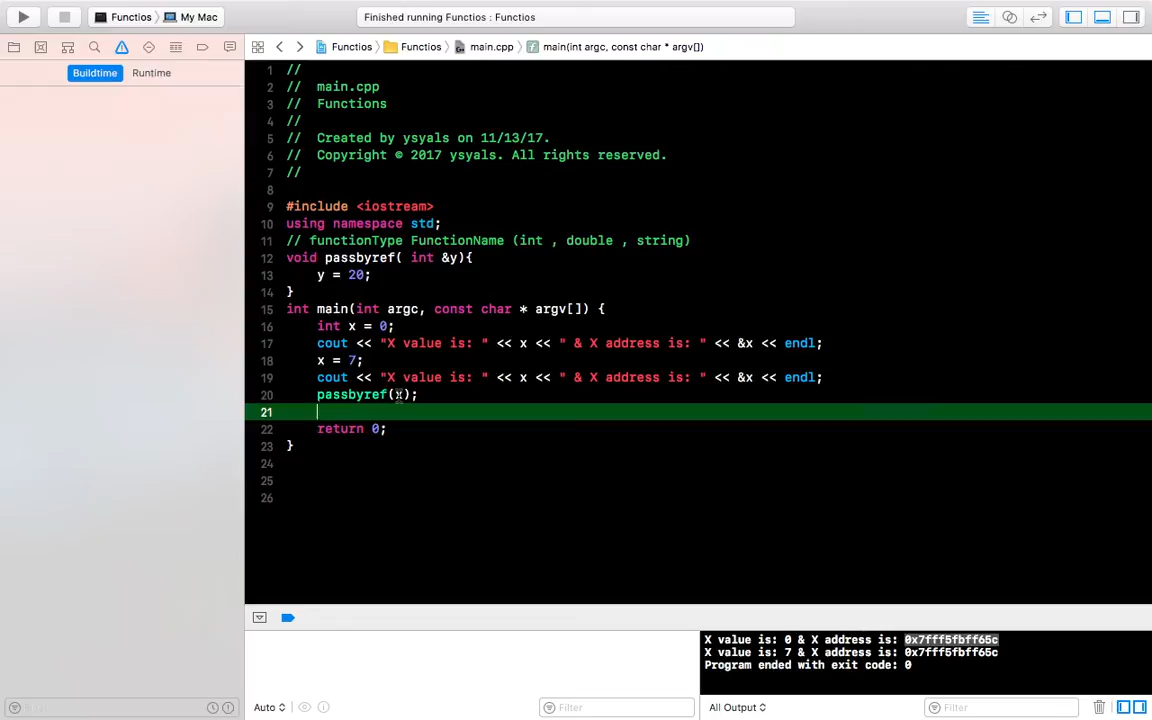 Functios My Mac Finished running Functios : Functios
Functios Functios main.cpp main(int argc, const char * argv[])
Buildtime Runtime
1 //
2 // main.cpp
3 // Functions
4 //
5 // Created by ysyals on 11/13/17.
6 // Copyright © 2017 ysyals. All rights reserved.
7 //
8
9 #include <iostream>
10 using namespace std;
11 // functionType FunctionName (int , double , string)
12 void passbyref( int &y){
13 y = 20;
14 }
15 int main(int argc, const char * argv[]) {
16 int x = 0;
17 cout << "X value is: " << x << " & X address is: " << &x << endl;
18 x = 7;
19 cout << "X value is: " << x << " & X address is: " << &x << endl;
20 passbyref(x);
21
22 return 0;
23 }
24
25
26
X value is: 0 & X address is: 0x7fff5fbff65c
X value is: 7 & X address is: 0x7fff5fbff65c
Program ended with exit code: 0
Auto Filter All Output Filter